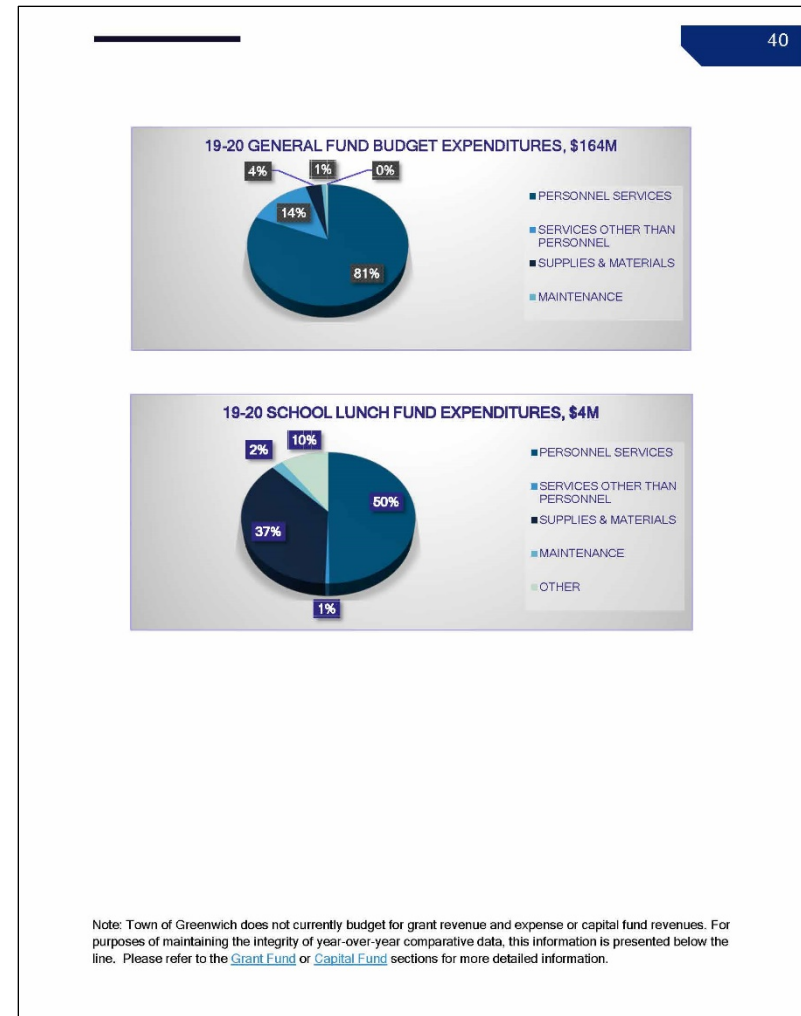 40
19-20 GENERAL FUND BUDGET EXPENDITURES, $164M
4%
1%
0%
14%
81%
PERSONNEL SERVICES
SERVICES OTHER THAN
PERSONNEL
SUPPLIES & MATERIALS
MAINTENANCE
19-20 SCHOOL LUNCH FUND EXPENDITURES, $4M
2%
10%
50%
37%
1%
PERSONNEL SERVICES
SERVICES OTHER THAN
PERSONNEL
SUPPLIES & MATERIALS
MAINTENANCE
OTHER
Note: Town of Greenwich does not currently budget for grant revenue and expense or capital fund revenues. For
purposes of maintaining the integrity of year-over-year comparative data, this information is presented below the
line. Please refer to the Grant Fund or Capital Fund sections for more detailed information.